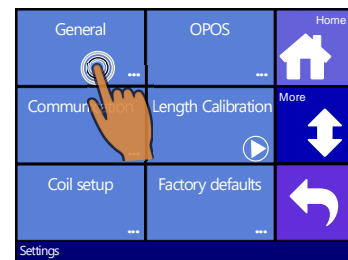 General
OPOS
Home
...
...
Communication
Length Calibration
More
...
Coil setup
Factory defaults
...
...
Settings